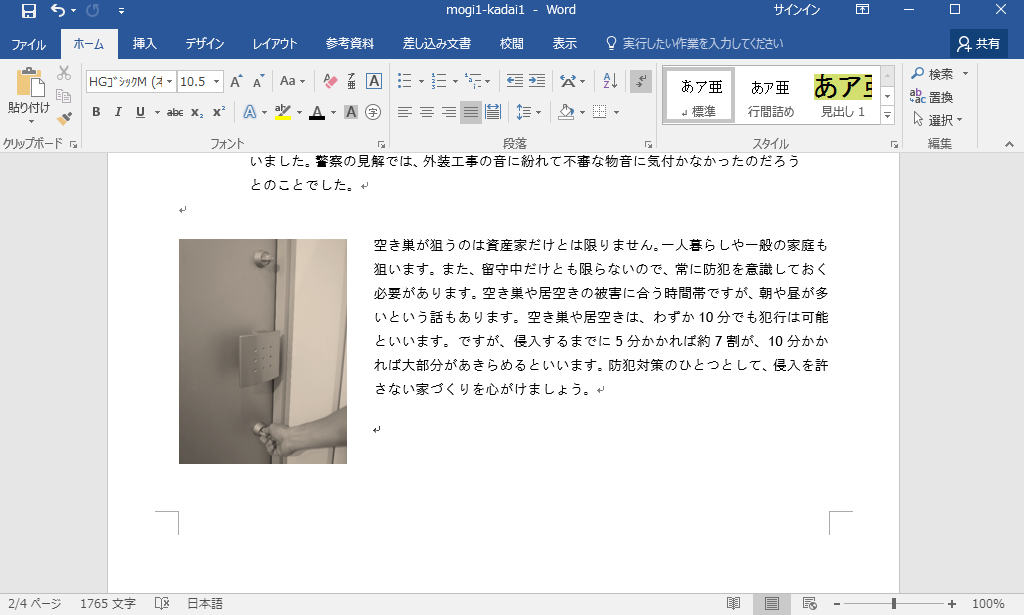 mogi1-kadai1 - Word
サインイン
ファイル ホーム 挿入 デザイン レイアウト 参考資料 差し込み文書 校閲 表示 実行したい作業を入力してください 共有
HGｺﾞｼｯｸM (ｵ 10.5 A A Aa A
検索
貼り付け
置換
B I U abc x₂ x² A A A 字
選択
あア亜 あア亜 あア亜
標準 行間詰め 見出し 1
クリップボード フォント 段落 スタイル 編集
いました。警察の見解では、外装工事の音に紛れて不審な物音に気付かなかったのだろう
とのことでした。
空き巣が狙うのは資産家だけとは限りません。一人暮らしや一般の家庭も
狙います。また、留守中だけとも限らないので、常に防犯を意識しておく
必要があります。空き巣や居空きの被害に合う時間帯ですが、朝や昼が多
いという話もあります。空き巣や居空きは、わずか 10 分でも犯行は可能
といいます。ですが、侵入するまでに 5 分かかれば約 7 割が、10 分かか
れば大部分があきらめるといいます。防犯対策のひとつとして、侵入を許
さない家づくりを心がけましょう。
2/4 ページ 1765 文字 日本語 100%